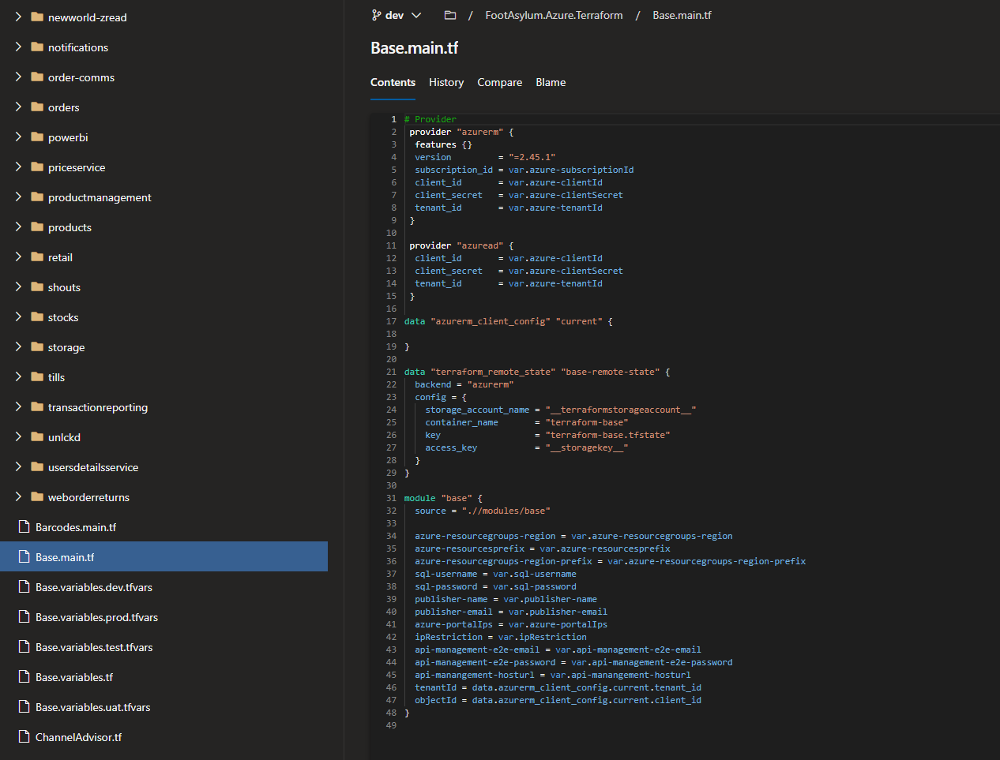 newworld-zread
notifications
order-comms
orders
powerbi
priceservice
productmanagement
products
retail
shouts
stocks
storage
tills
transactionreporting
unlckd
usersdetailsservice
weborderreturns
Barcodes.main.tf
Base.main.tf
Base.variables.dev.tfvars
Base.variables.prod.tfvars
Base.variables.test.tfvars
Base.variables.tf
Base.variables.uat.tfvars
ChannelAdvisor.tf
dev / FootAsylum.Azure.Terraform / Base.main.tf
Base.main.tf
Contents History Compare Blame
1 # Provider
2 provider "azurerm" {
3 features {}
4 version = "=2.45.1"
5 subscription_id = var.azure-subscriptionId
6 client_id = var.azure-clientId
7 client_secret = var.azure-clientSecret
8 tenant_id = var.azure-tenantId
9 }
10
11 provider "azuread" {
12 client_id = var.azure-clientId
13 client_secret = var.azure-clientSecret
14 tenant_id = var.azure-tenantId
15 }
16
17 data "azurerm_client_config" "current" {
18
19 }
20
21 data "terraform_remote_state" "base-remote-state" {
22 backend = "azurerm"
23 config = {
24 storage_account_name = "__terraformstorageaccount__"
25 container_name = "terraform-base"
26 key = "terraform-base.tfstate"
27 access_key = "__storagekey__"
28 }
29 }
30
31 module "base" {
32 source = ".//modules/base"
33
34 azure-resourcegroups-region = var.azure-resourcegroups-region
35 azure-resourcesprefix = var.azure-resourcesprefix
36 azure-resourcegroups-region-prefix = var.azure-resourcegroups-region-prefix
37 sql-username = var.sql-username
38 sql-password = var.sql-password
39 publisher-name = var.publisher-name
40 publisher-email = var.publisher-email
41 azure-portalIps = var.azure-portalIps
42 ipRestriction = var.ipRestriction
43 api-management-e2e-email = var.api-management-e2e-email
44 api-management-e2e-password = var.api-management-e2e-password
45 api-manangement-hosturl = var.api-manangement-hosturl
46 tenantId = data.azurerm_client_config.current.tenant_id
47 objectId = data.azurerm_client_config.current.client_id
48 }
49